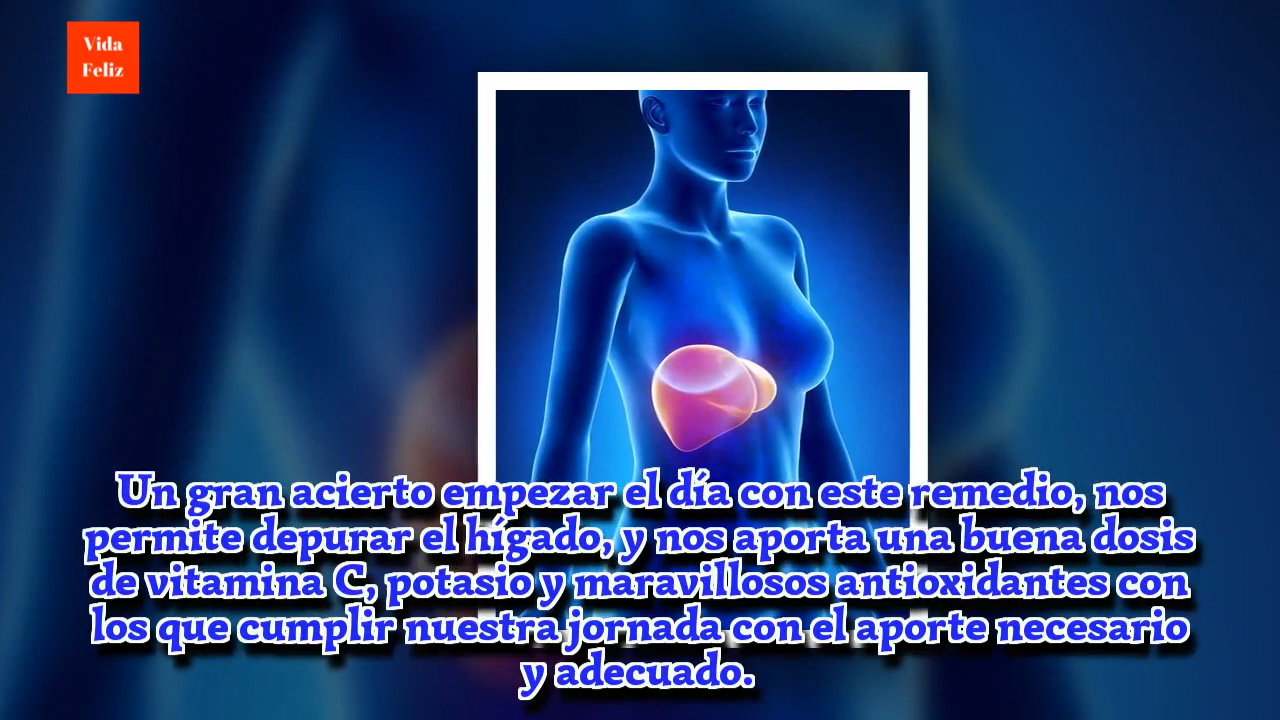 Vida
Feliz
Un gran acierto empezar el día con este remedio, nos
permite depurar el hígado, y nos aporta una buena dosis
de vitamina C, potasio y maravillosos antioxidantes con
los que cumplir nuestra jornada con el aporte necesario
y adecuado.